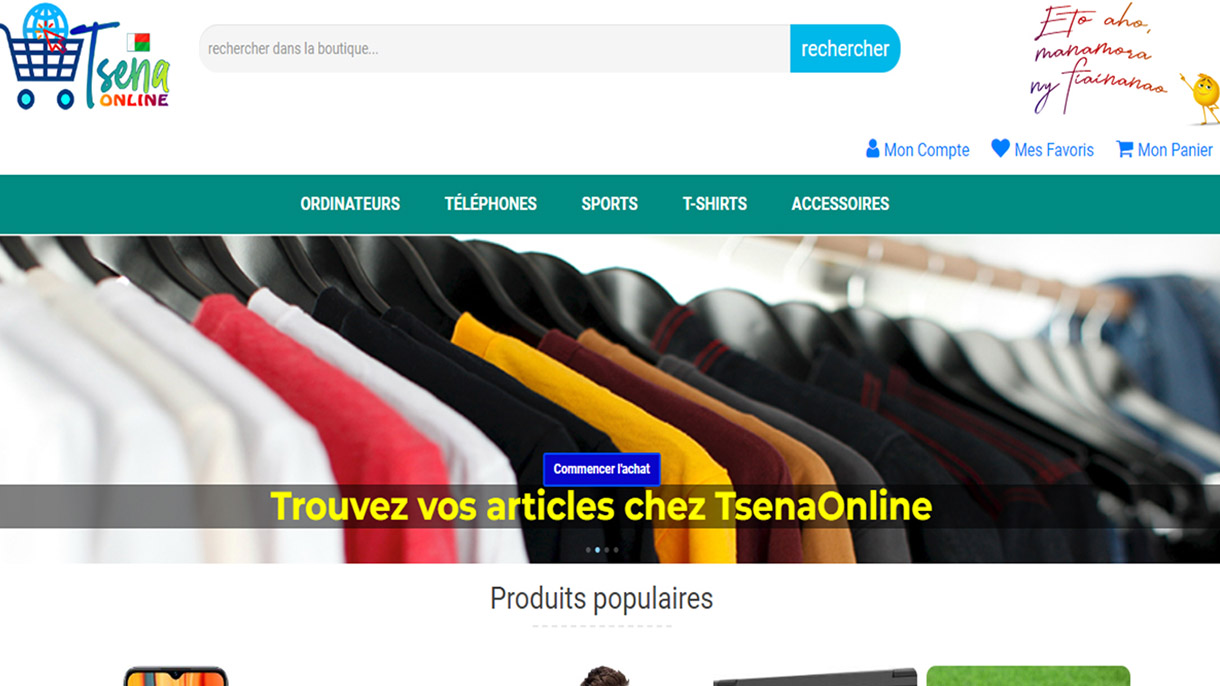 Tsena
ONLINE
rechercher dans la boutique...
rechercher
Eto aho,
manamora
ny fiainanao
Mon Compte
Mes Favoris
Mon Panier
ORDINATEURS
TÉLÉPHONES
SPORTS
T-SHIRTS
ACCESSOIRES
Commencer l'achat
Trouvez vos articles chez TsenaOnline
Produits populaires